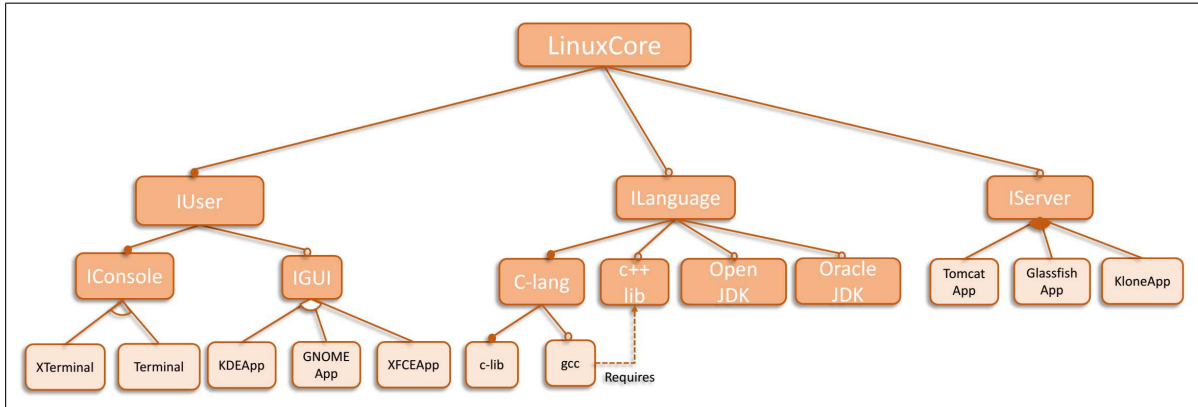 LinuxCore
IUser
ILanguage
IServer
IConsole
IGUI
C-lang
c++
lib
Open
JDK
Oracle
JDK
Tomcat
App
Glassfish
App
KloneApp
XTerminal
Terminal
KDEApp
GNOME
App
XFCEApp
c-lib
gcc
Requires